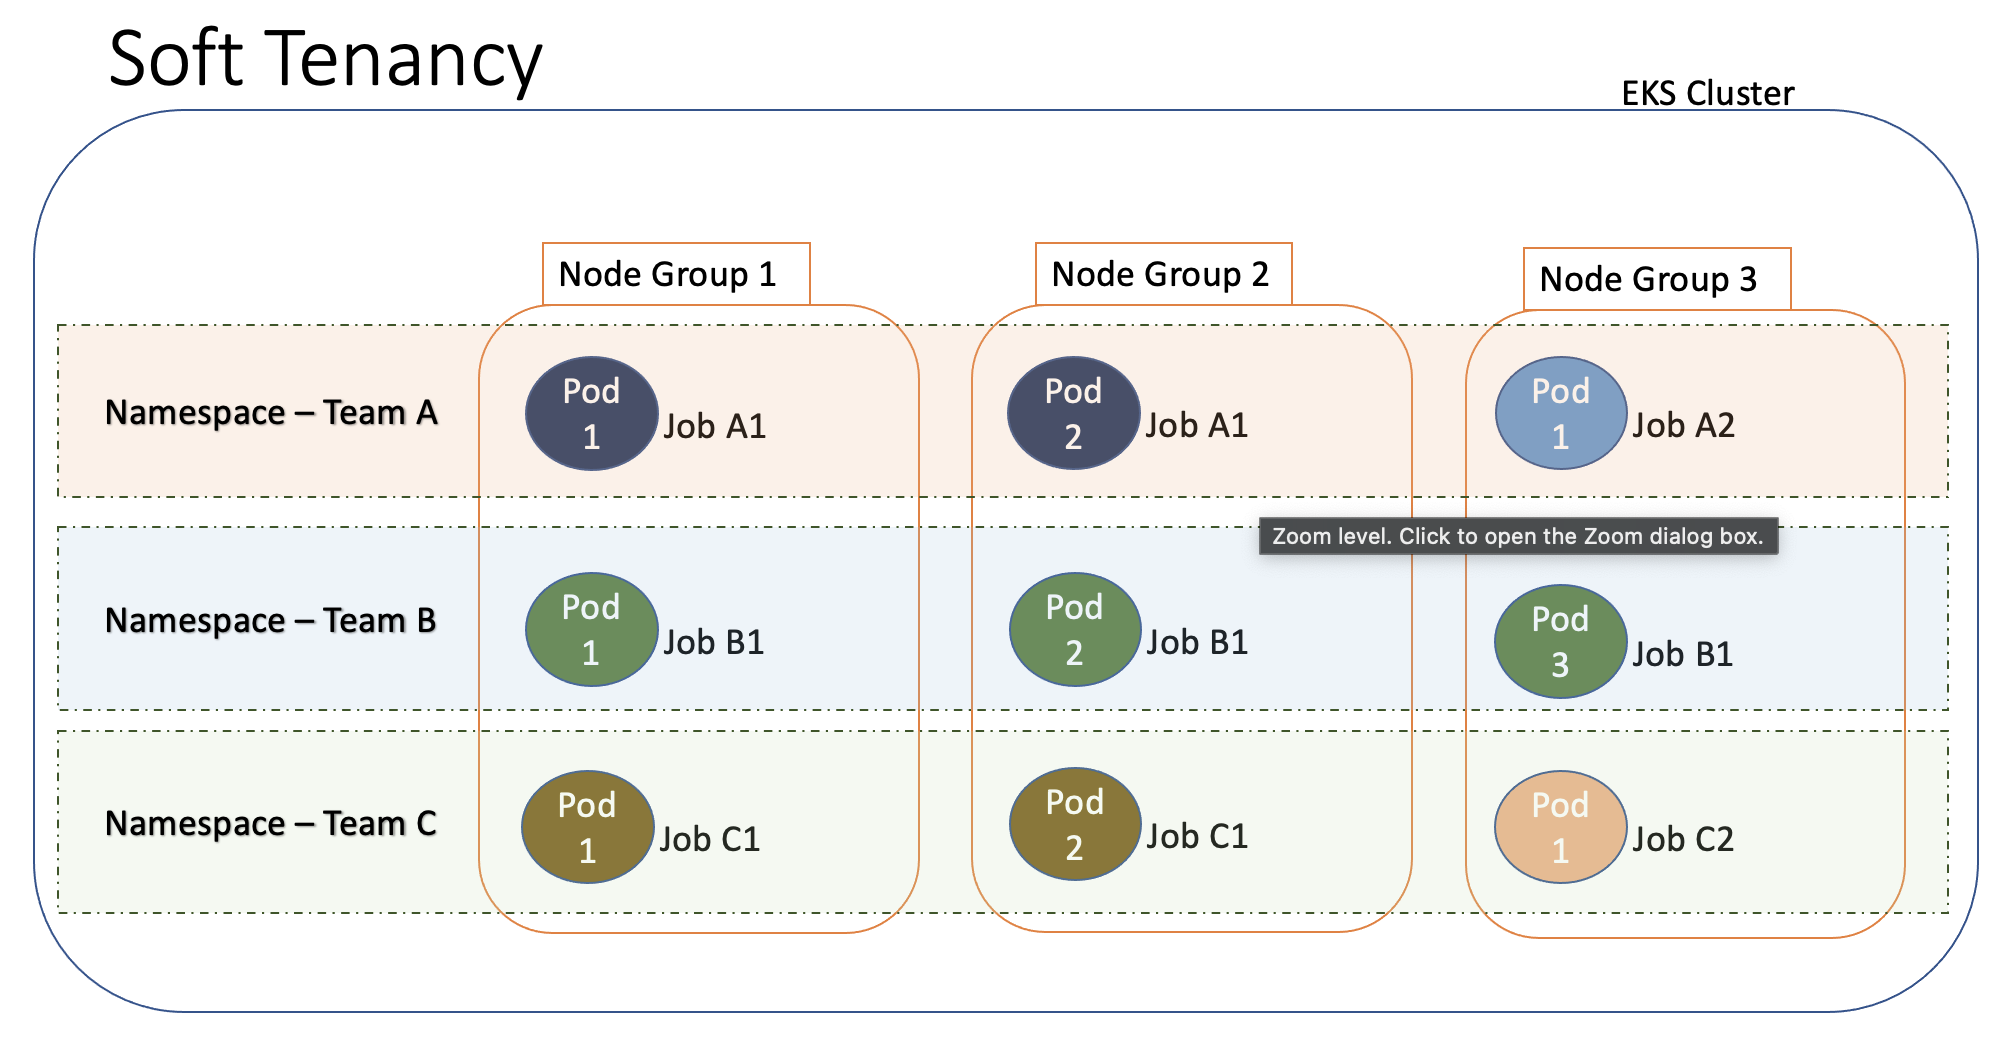 Soft Tenancy
EKS Cluster
Node Group 1
Node Group 2
Node Group 3
Namespace – Team A
Pod
1
Job A1
Pod
2
Job A1
Pod
1
Job A2
Zoom level. Click to open the Zoom dialog box.
Namespace – Team B
Pod
1
Job B1
Pod
2
Job B1
Pod
3
Job B1
Namespace – Team C
Pod
1
Job C1
Pod
2
Job C1
Pod
1
Job C2